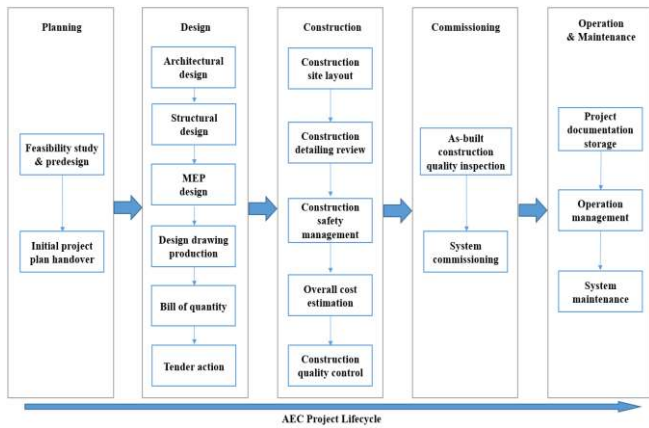 Planning
Feasibility study
& predesign
Initial project
plan handover
Design
Architectural
design
Structural
design
MEP
design
Design drawing
production
Bill of quantity
Tender action
Construction
Construction
site layout
Construction
detailing review
Construction
safety
management
Overall cost
estimation
Construction
quality control
Commissioning
As-built
construction
quality inspection
System
commissioning
Operation
& Maintenance
Project
documentation
storage
Operation
management
System
maintenance
AEC Project Lifecycle